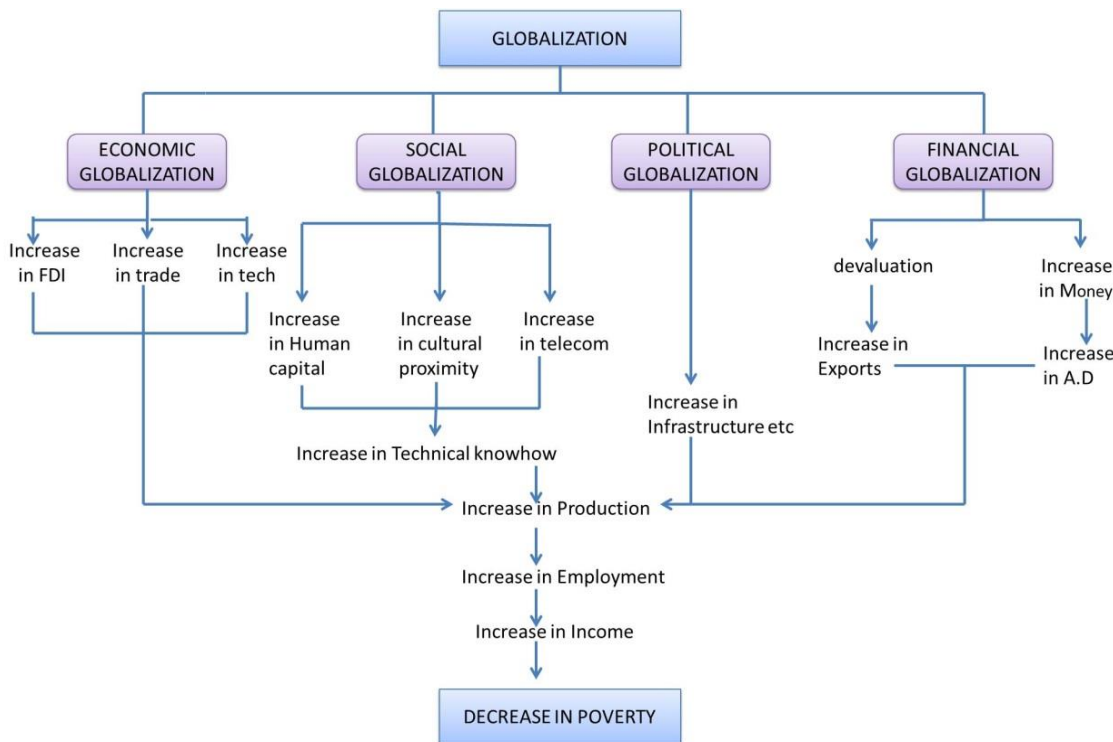 GLOBALIZATION
ECONOMIC
GLOBALIZATION
SOCIAL
GLOBALIZATION
POLITICAL
GLOBALIZATION
FINANCIAL
GLOBALIZATION
Increase
in FDI
Increase
in trade
Increase
in tech
devaluation
Increase
in Money
Increase
in Human
capital
Increase
in cultural
proximity
Increase
in telecom
Increase in
Exports
Increase
in A.D
Increase in
Infrastructure etc
Increase in Technical knowhow
Increase in Production
Increase in Employment
Increase in Income
DECREASE IN POVERTY